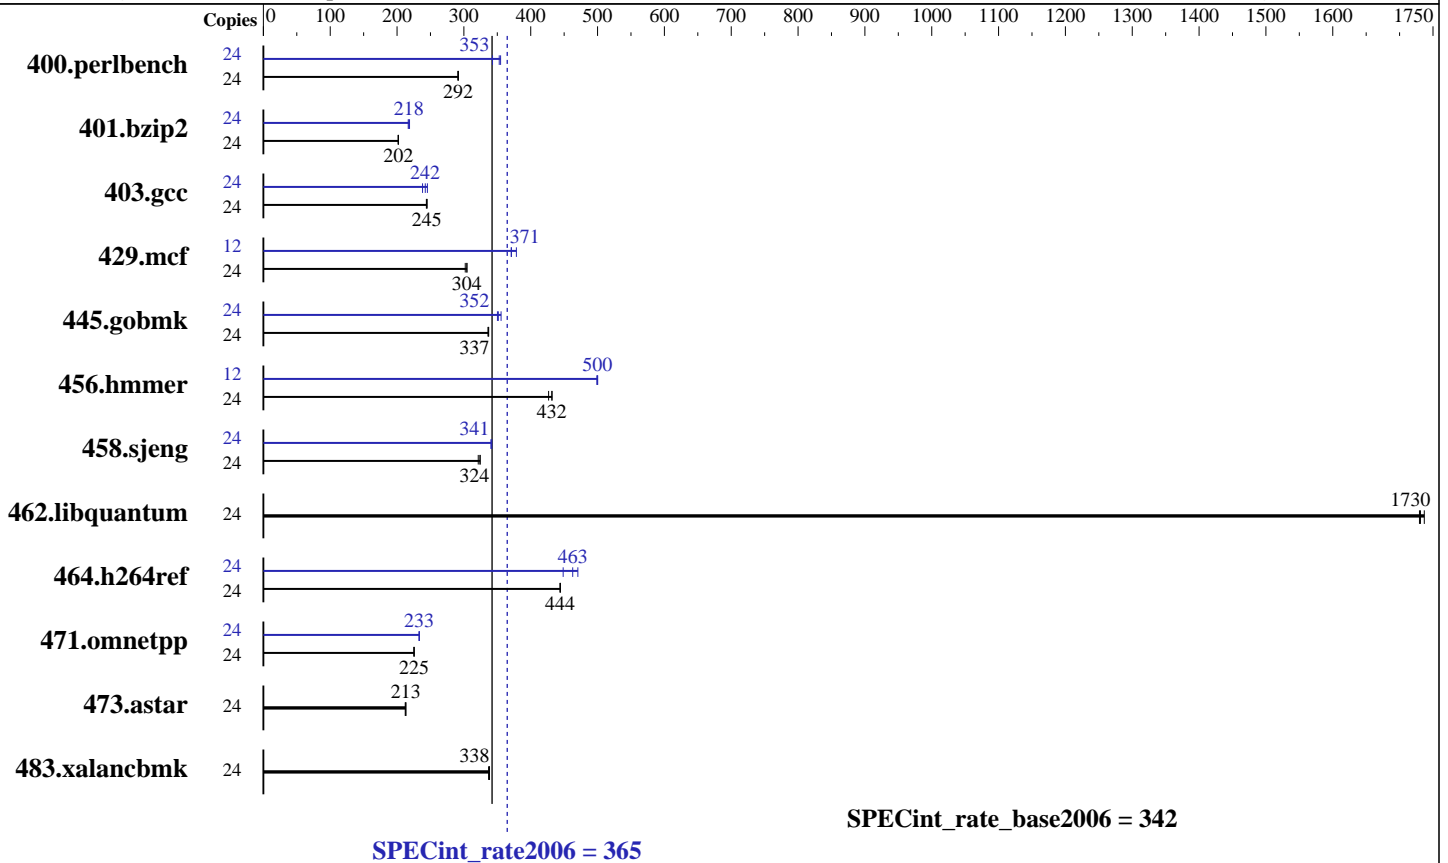 Copies 0 100 200 300 400 500 600 700 800 900 1000 1100 1200 1300 1400 1500 1600 1750
400.perlbench 24 353
24 292
401.bzip2 24 218
24 202
403.gcc 24 242
24 245
429.mcf 12 371
24 304
445.gobmk 24 352
24 337
456.hmmer 12 500
24 432
458.sjeng 24 341
24 324
462.libquantum 24 1730
464.h264ref 24 463
24 444
471.omnetpp 24 233
24 225
473.astar 24 213
483.xalancbmk 24 338
SPECint_rate_base2006 = 342
SPECint_rate2006 = 365